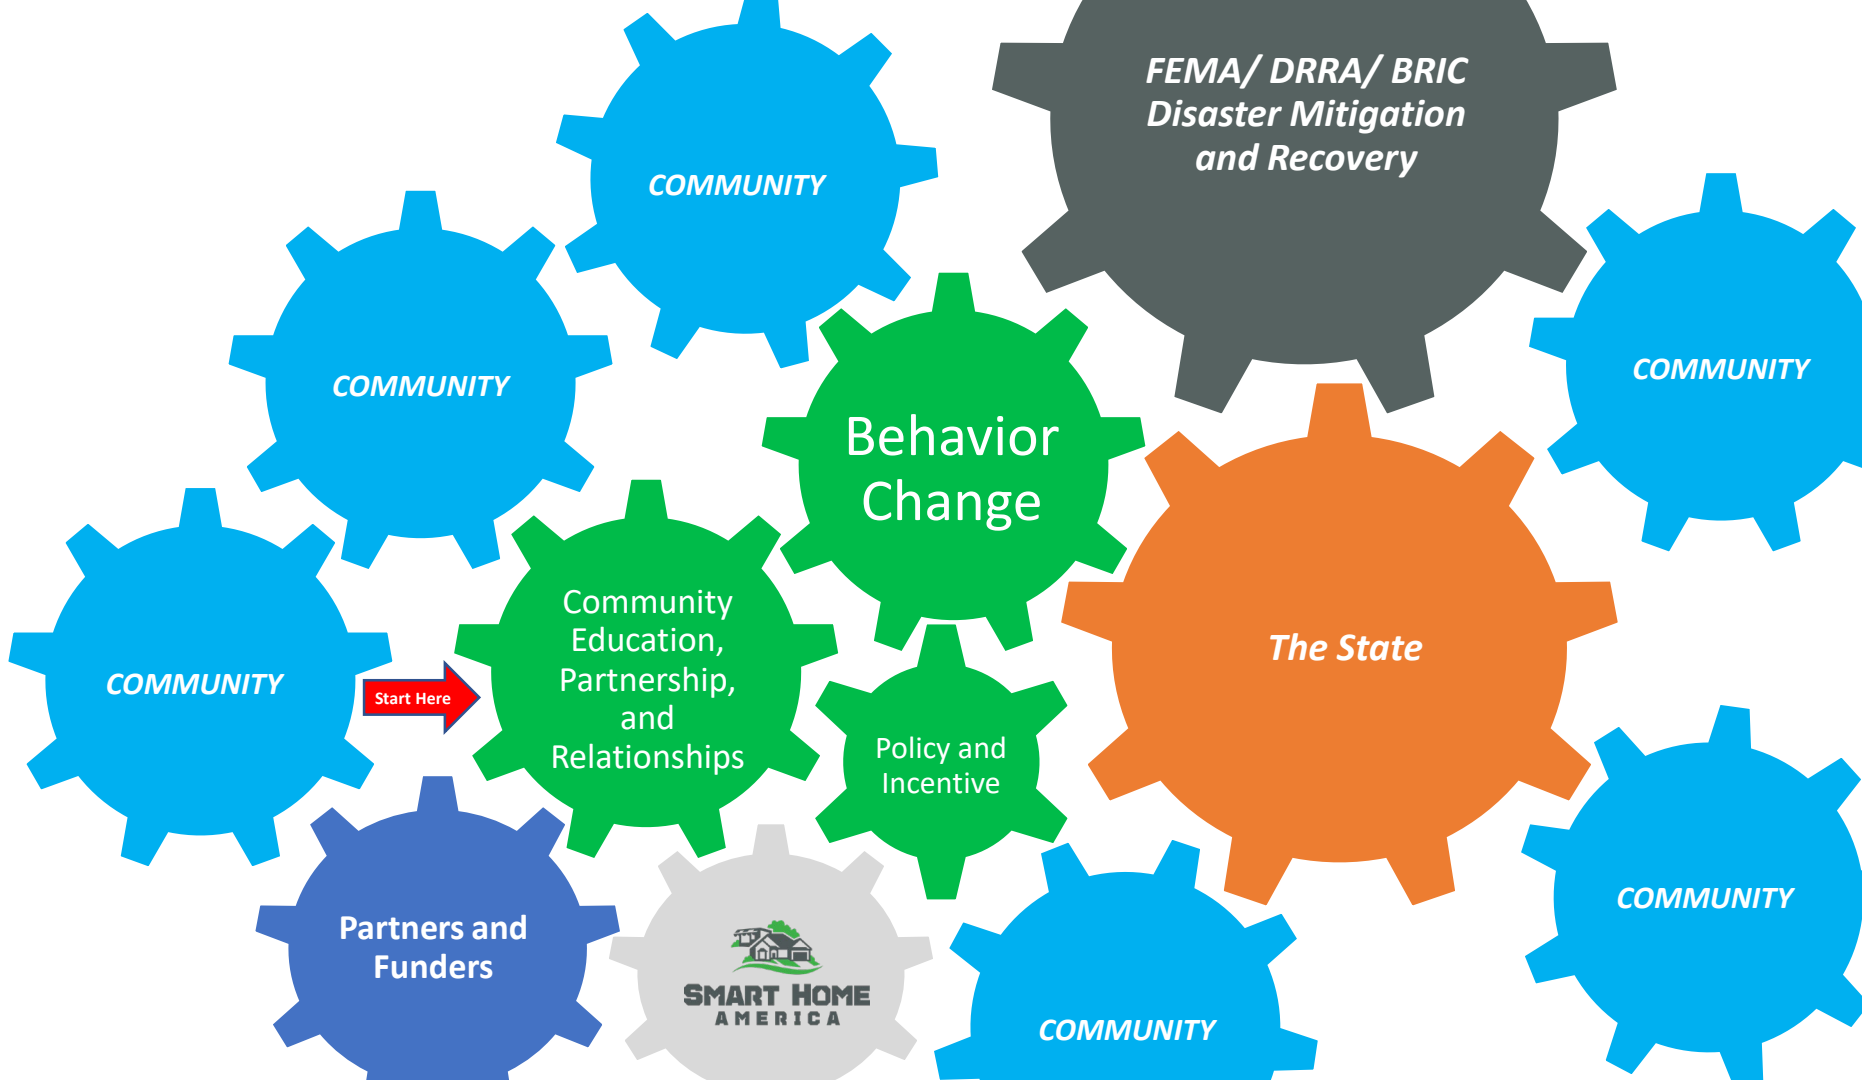 FEMA/ DRRA/ BRIC
Disaster Mitigation
and Recovery
COMMUNITY
COMMUNITY
COMMUNITY
Behavior
Change
COMMUNITY
Start Here
Community
Education,
Partnership,
and
Relationships
The State
Policy and
Incentive
Partners and
Funders
SMART HOME
AMERICA
COMMUNITY
COMMUNITY